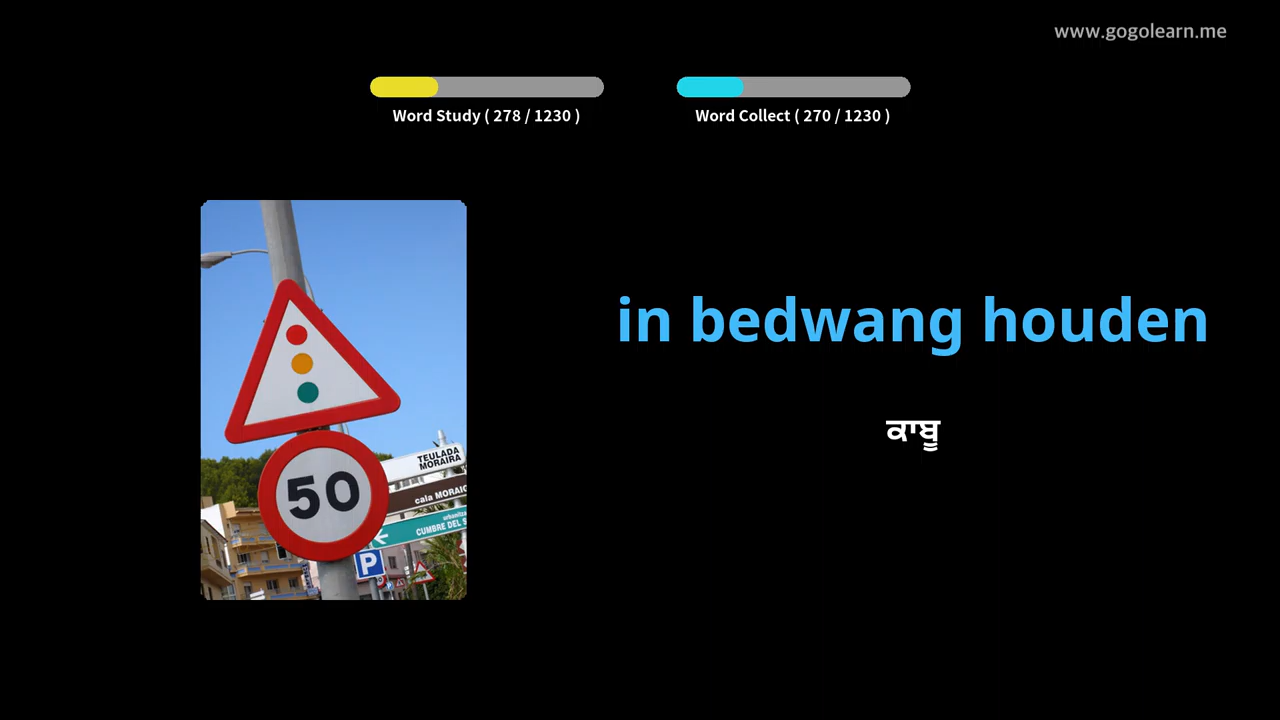 www.gogolearn.me
Word Study ( 278 / 1230 )
Word Collect ( 270 / 1230 )
in bedwang houden
ਕਾਬੂ
TEULADA
MORAIRA
cala
50
CUMBRE DEL
P